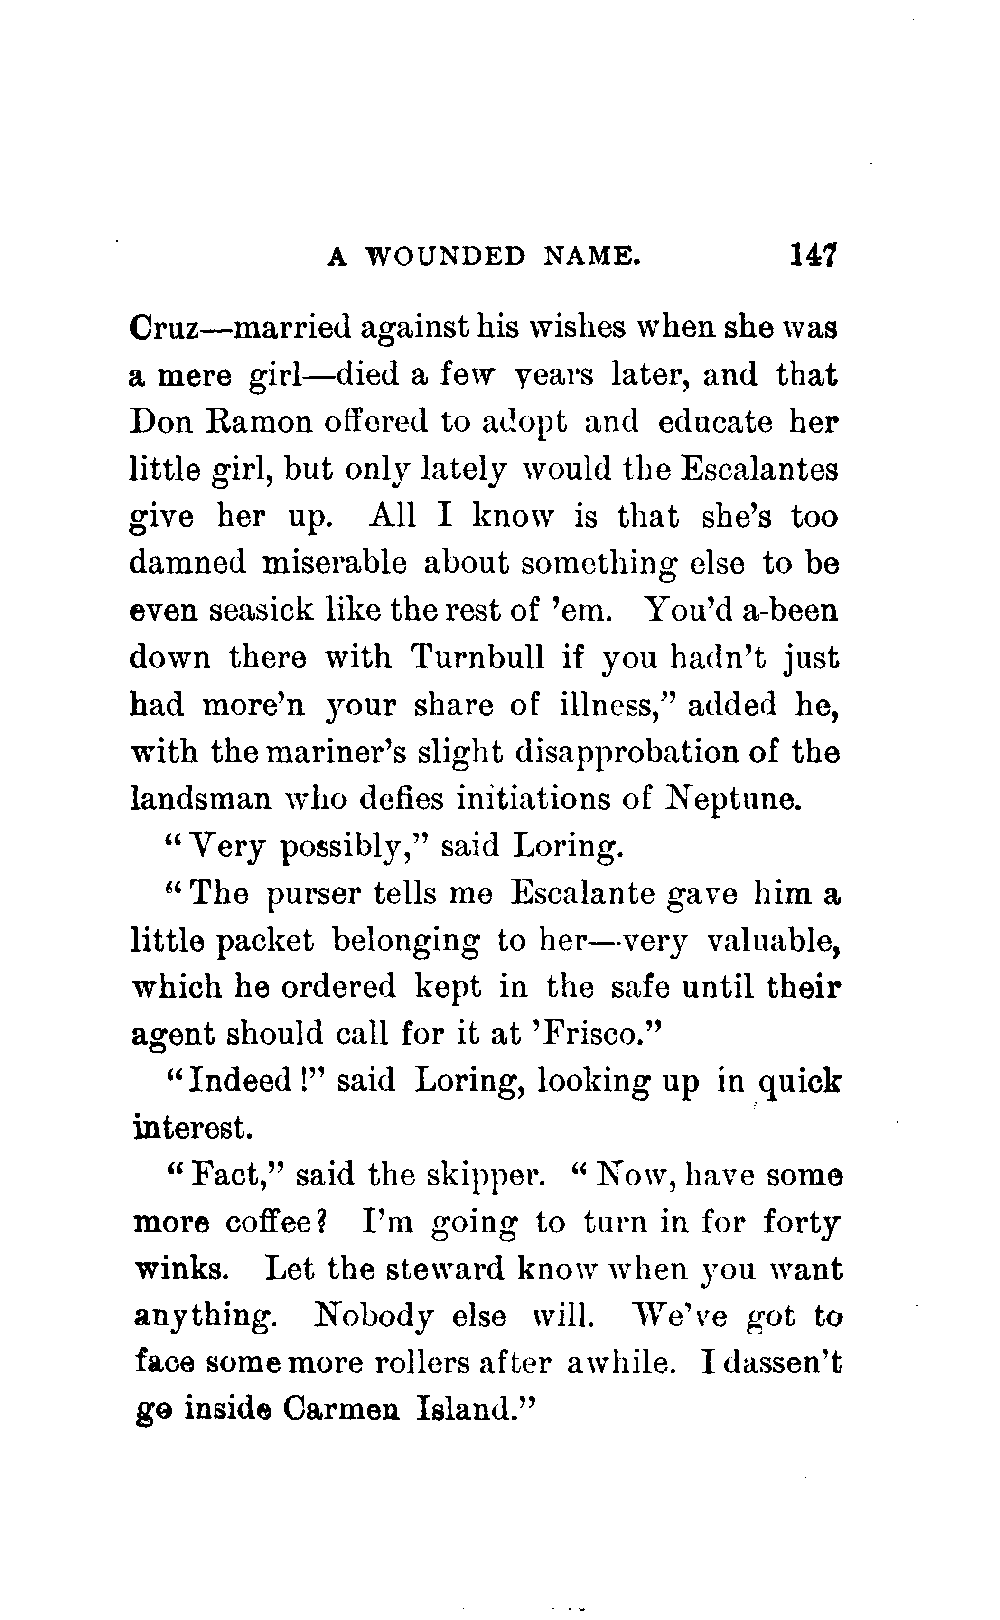 A WOUNDED NAME. 147
Cruz—married against his wishes when she was
a mere girl—died a few years later, and that
Don Ramon offered to adopt and educate her
little girl, but only lately would the Escalantes
give her up. All I know is that she's too
damned miserable about something else to be
even seasick like the rest of 'em. You'd a-been
down there with Turnbull if you hadn't just
had more'n your share of illness," added he,
with the mariner's slight disapprobation of the
landsman who defies initiations of Neptune.
"Very possibly," said Loring.
"The purser tells me Escalante gave him a
little packet belonging to her—very valuable,
which he ordered kept in the safe until their
agent should call for it at 'Frisco."
"Indeed!" said Loring, looking up in quick
interest.
"Fact," said the skipper. "Now, have some
more coffee? I'm going to turn in for forty
winks. Let the steward know when you want
anything. Nobody else will. We've got to
face some more rollers after awhile. I dassen't
go inside Carmen Island."